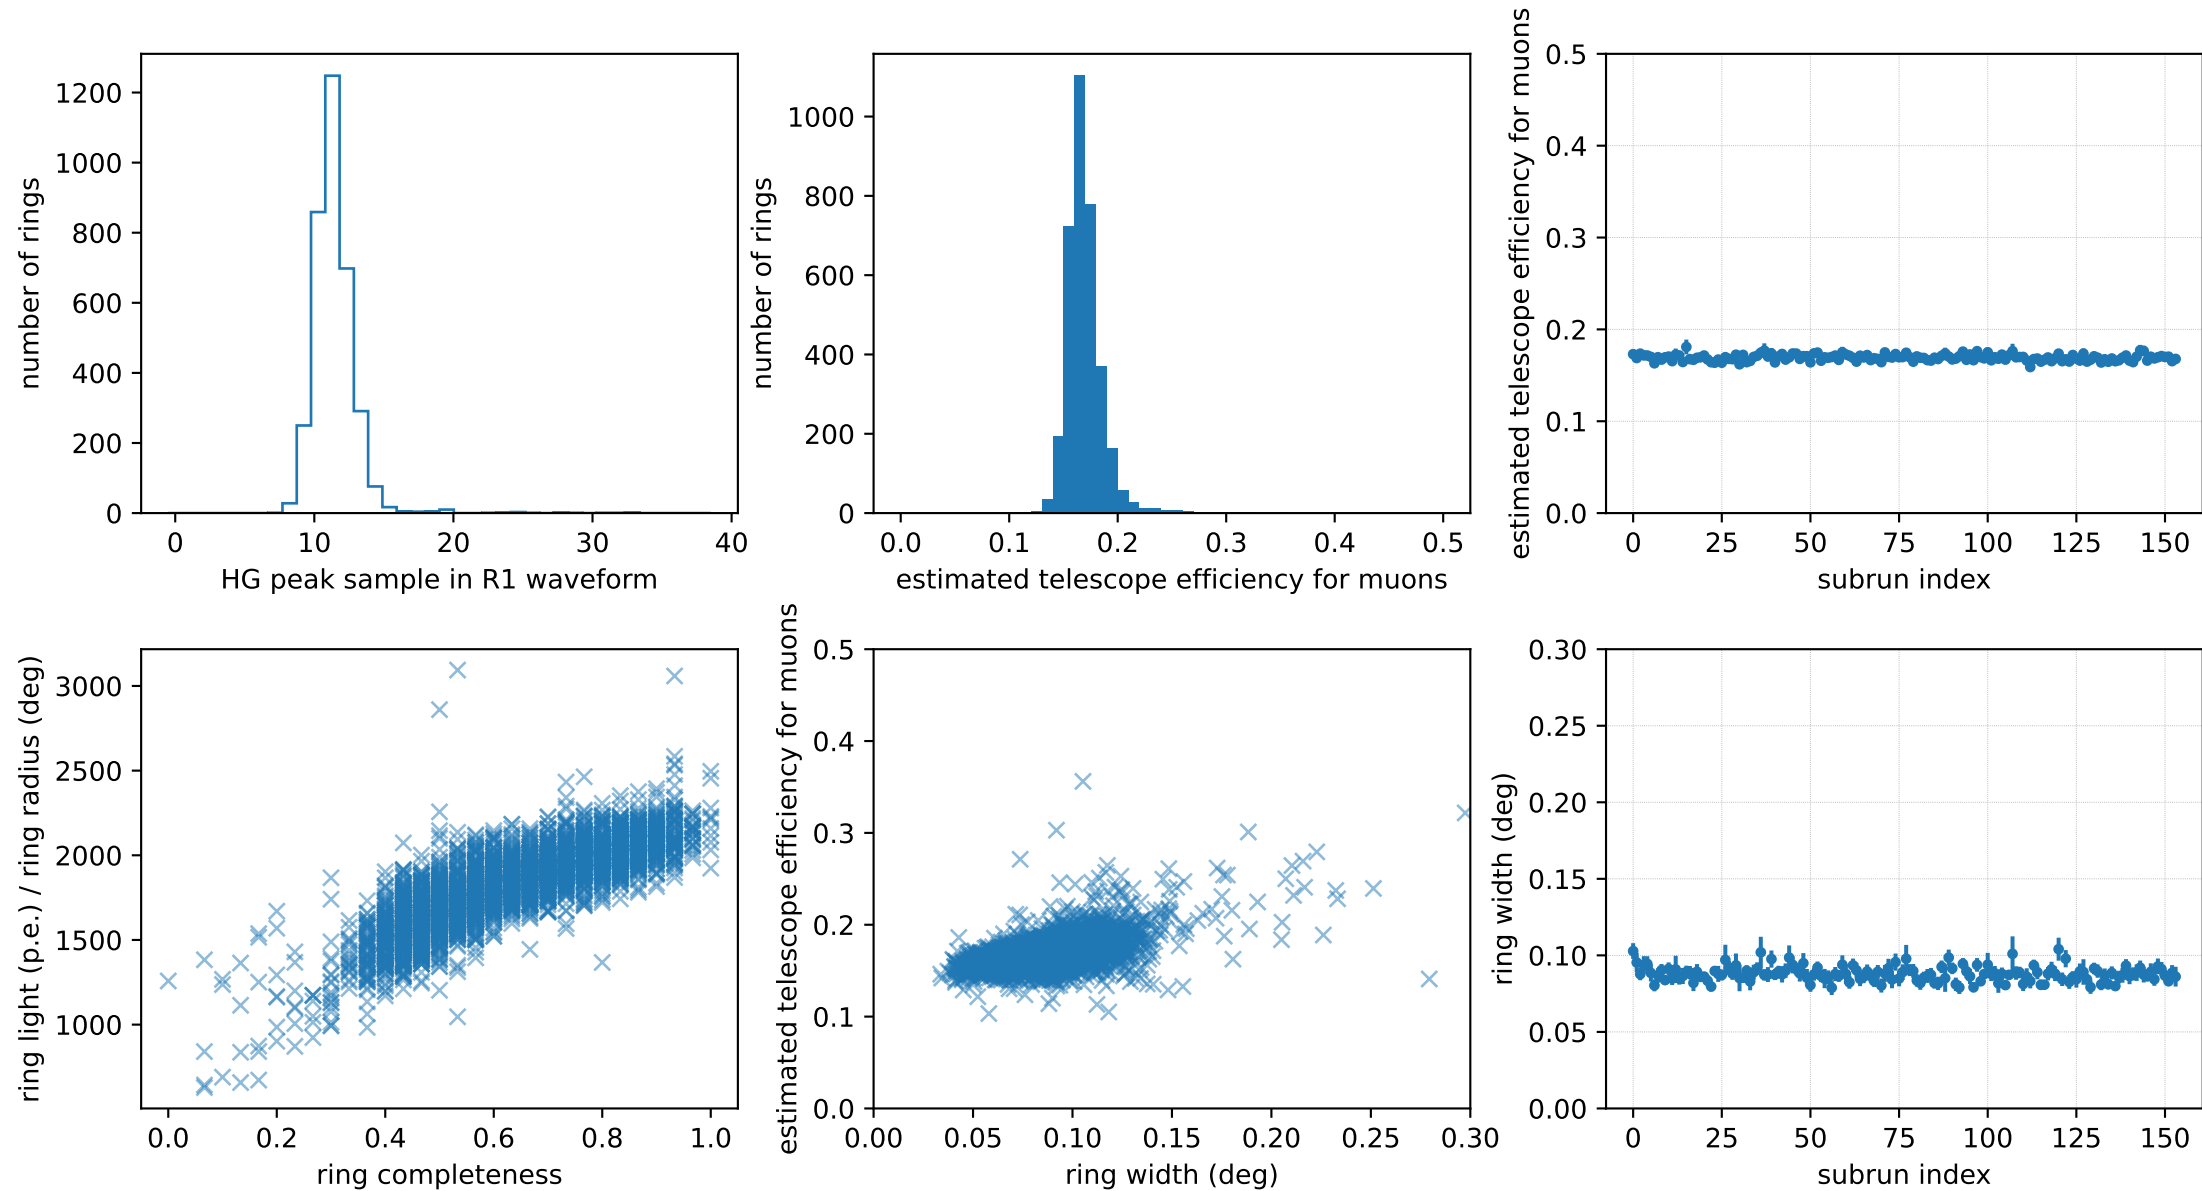 number of rings
1200
1000
800
600
400
200
0
0 10 20 30 40
HG peak sample in R1 waveform
number of rings
1000
800
600
400
200
0
0.0 0.1 0.2 0.3 0.4 0.5
estimated telescope efficiency for muons
estimated telescope efficiency for muons
0.5
0.4
0.3
0.2
0.1
0.0
0 25 50 75 100 125 150
subrun index
ring light (p.e.) / ring radius (deg)
3000
2500
2000
1500
1000
0.0 0.2 0.4 0.6 0.8 1.0
ring completeness
estimated telescope efficiency for muons
0.5
0.4
0.3
0.2
0.1
0.0
0.00 0.05 0.10 0.15 0.20 0.25 0.30
ring width (deg)
ring width (deg)
0.30
0.25
0.20
0.15
0.10
0.05
0.00
0 25 50 75 100 125 150
subrun index